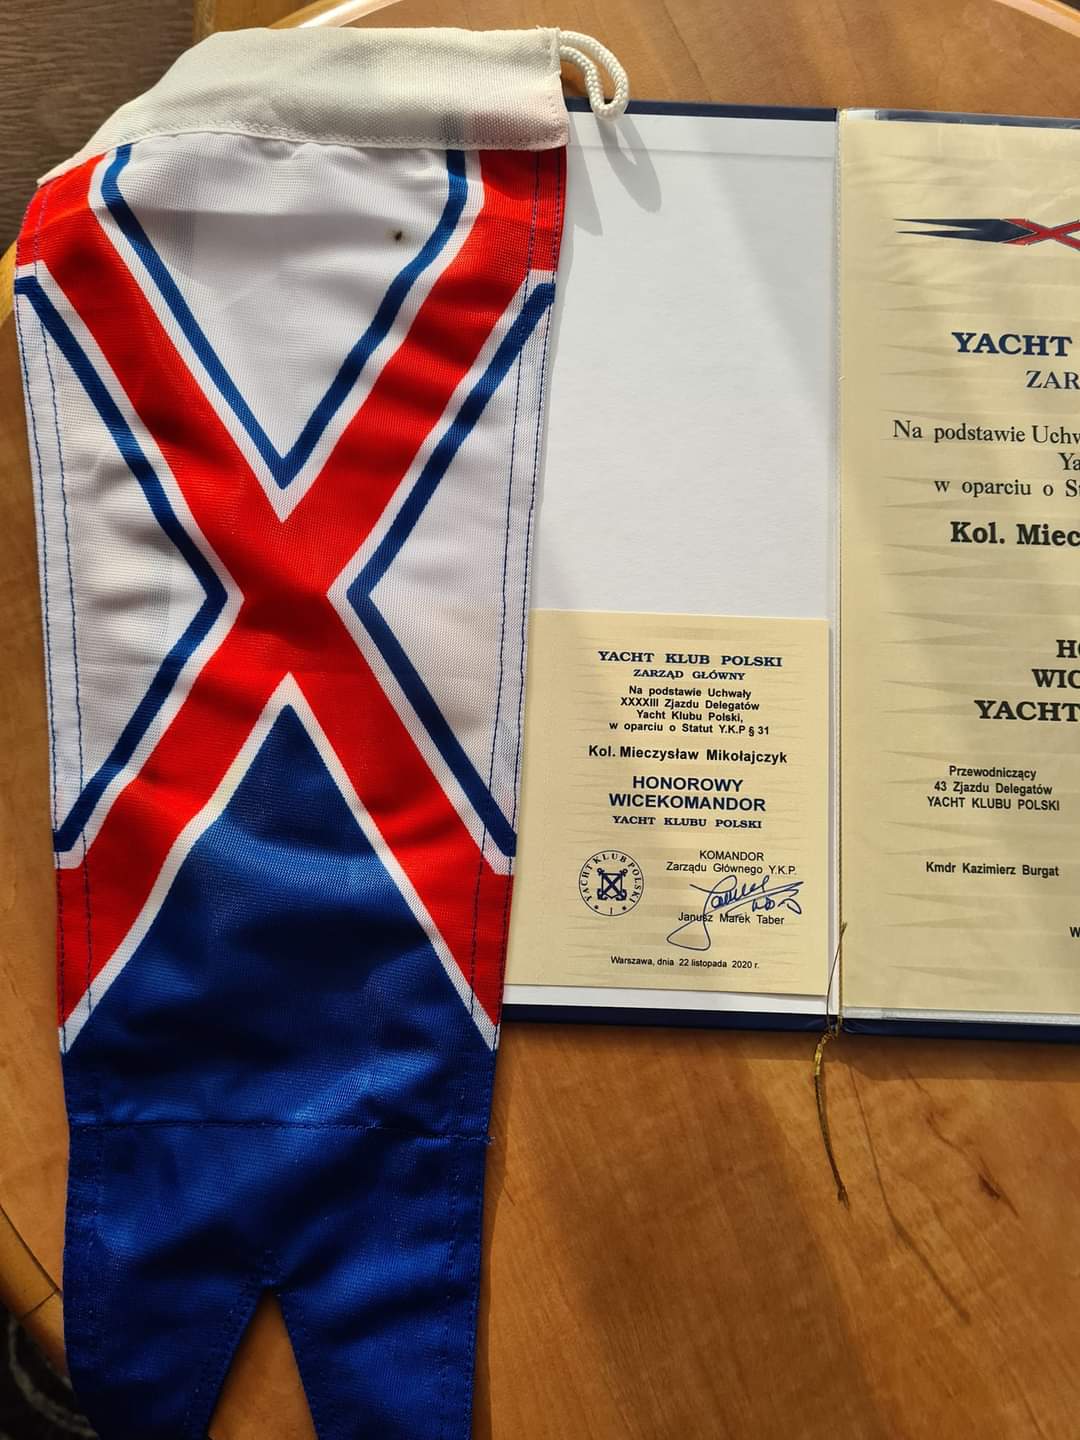 YACHT KLUB POLSKI
ZARZĄD GŁÓWNY
Na podstawie Uchwały
XXXXIII Zjazdu Delegatów
Yacht Klubu Polski,
w oparciu o Statut Y.K.P § 31
Kol. Mieczysław Mikołajczyk
HONOROWY
WICEKOMANDOR
YACHT KLUBU POLSKI
YACHT KLUB POLSKI
KOMANDOR
Zarządu Głównego Y.K.P.
Janusz Marek Taber
Warszawa, dnia 22 listopada 2020 r.
YACHT
ZAR
Na podstawie Uchw
Ya
w oparciu o St
Kol. Miec
HO
WIC
YACHT
Przewodniczący
43 Zjazdu Delegatów
YACHT KLUBU POLSKI
Kmdr Kazimierz Burgat
W